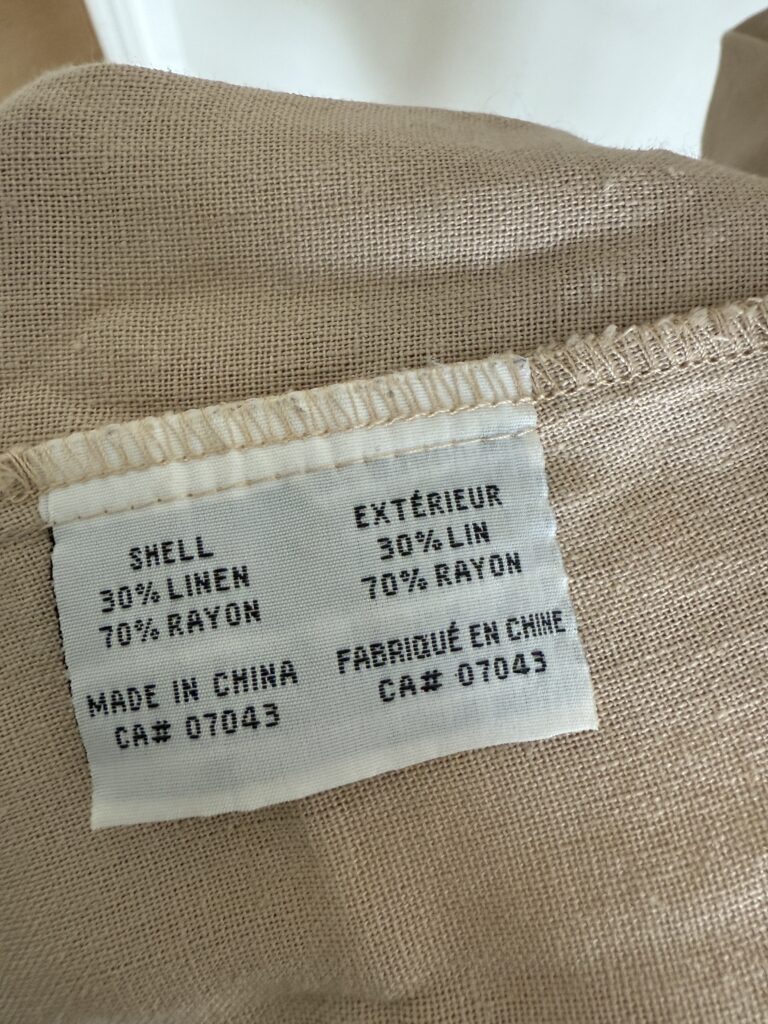 SHELL
30% LINEN
70% RAYON
MADE IN CHINA
CA# 07043
EXTÉRIEUR
30% LIN
70% RAYON
FABRIQUÉ EN CHINE
CA# 07043